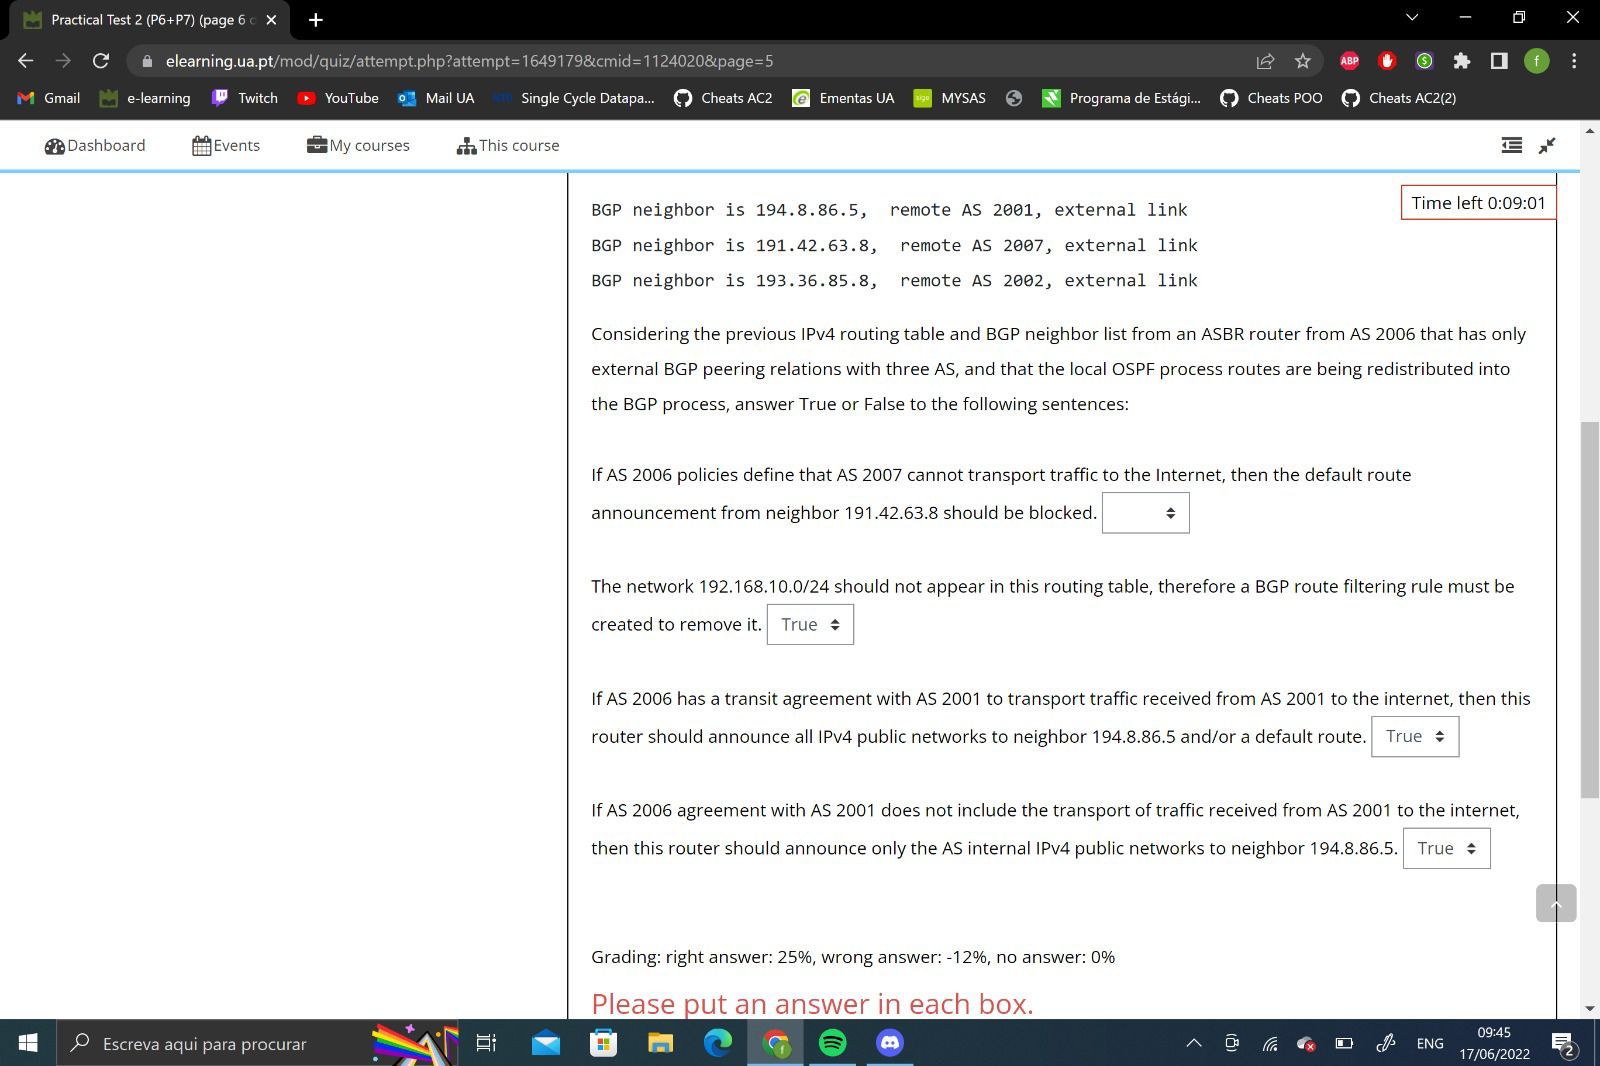 Practical Test 2 (P6+P7) (page 6
elearning.ua.pt/mod/quiz/attempt.php?attempt=1649179&cmid=1124020&page=5
ABP
f
Gmail e-learning Twitch YouTube Mail UA Single Cycle Datapa... Cheats AC2 Ementas UA MYSAS Programa de Estági... Cheats POO Cheats AC2(2)
Dashboard Events My courses This course
Time left 0:09:01
BGP neighbor is 194.8.86.5, remote AS 2001, external link
BGP neighbor is 191.42.63.8, remote AS 2007, external link
BGP neighbor is 193.36.85.8, remote AS 2002, external link
Considering the previous IPv4 routing table and BGP neighbor list from an ASBR router from AS 2006 that has only
external BGP peering relations with three AS, and that the local OSPF process routes are being redistributed into
the BGP process, answer True or False to the following sentences:
If AS 2006 policies define that AS 2007 cannot transport traffic to the Internet, then the default route
announcement from neighbor 191.42.63.8 should be blocked.
The network 192.168.10.0/24 should not appear in this routing table, therefore a BGP route filtering rule must be
created to remove it. True
If AS 2006 has a transit agreement with AS 2001 to transport traffic received from AS 2001 to the internet, then this
router should announce all IPv4 public networks to neighbor 194.8.86.5 and/or a default route. True
If AS 2006 agreement with AS 2001 does not include the transport of traffic received from AS 2001 to the internet,
then this router should announce only the AS internal IPv4 public networks to neighbor 194.8.86.5. True
Grading: right answer: 25%, wrong answer: -12%, no answer: 0%
Please put an answer in each box.
Escreva aqui para procurar
ENG
09:45
17/06/2022
2